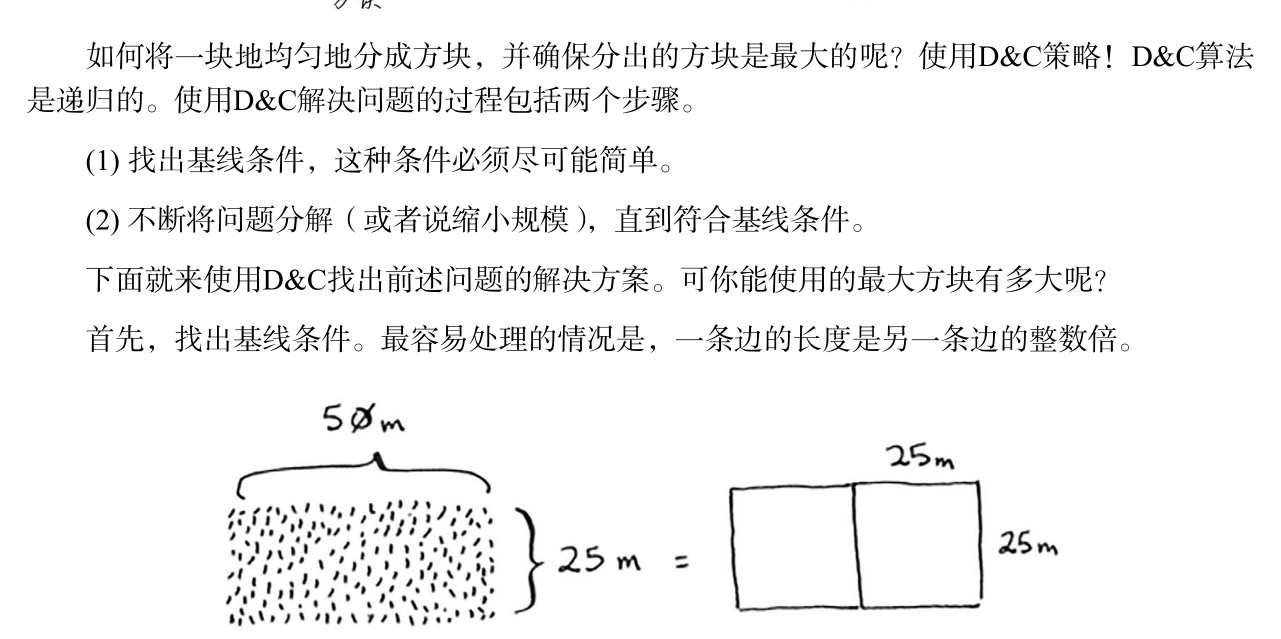 如何将一块地均匀地分成方块，并确保分出的方块是最大的呢？使用D&C策略！D&C算法
是递归的。使用D&C解决问题的过程包括两个步骤。
(1) 找出基线条件，这种条件必须尽可能简单。
(2) 不断将问题分解（或者说缩小规模），直到符合基线条件。
下面就来使用D&C找出前述问题的解决方案。可你能使用的最大方块有多大呢？
首先，找出基线条件。最容易处理的情况是，一条边的长度是另一条边的整数倍。
50m
25m
25m =
25m